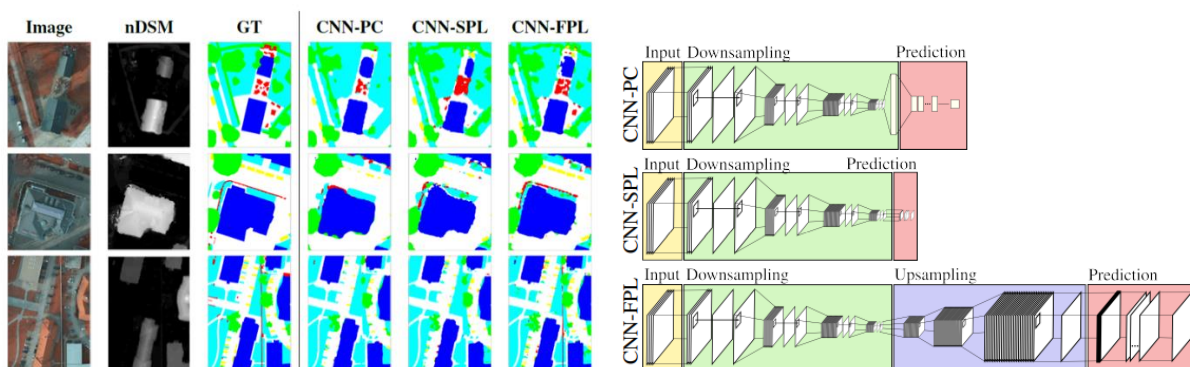 Image nDSM GT CNN-PC CNN-SPL CNN-FPL
Input Downsampling Prediction
CNN-PC
Input Downsampling Prediction
CNN-SPL
Input Downsampling Upsampling Prediction
CNN-FPL